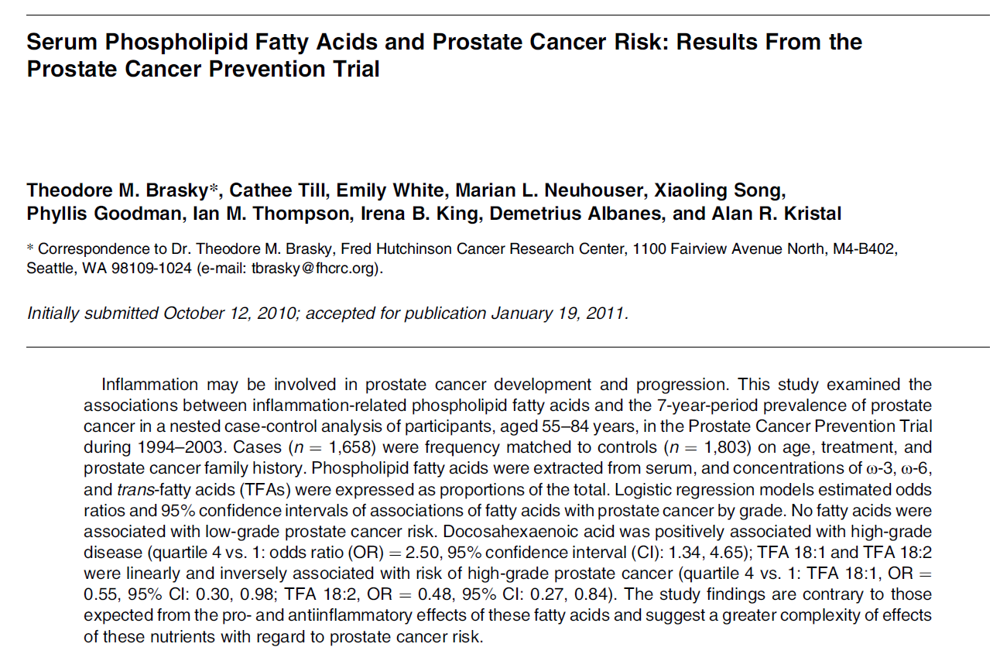 Serum Phospholipid Fatty Acids and Prostate Cancer Risk: Results From the
Prostate Cancer Prevention Trial
Theodore M. Brasky*, Cathee Till, Emily White, Marian L. Neuhouser, Xiaoling Song,
Phyllis Goodman, Ian M. Thompson, Irena B. King, Demetrius Albanes, and Alan R. Kristal
* Correspondence to Dr. Theodore M. Brasky, Fred Hutchinson Cancer Research Center, 1100 Fairview Avenue North, M4-B402,
Seattle, WA 98109-1024 (e-mail: tbrasky@fhcrc.org).
Initially submitted October 12, 2010; accepted for publication January 19, 2011.
Inflammation may be involved in prostate cancer development and progression. This study examined the
associations between inflammation-related phospholipid fatty acids and the 7-year-period prevalence of prostate
cancer in a nested case-control analysis of participants, aged 55–84 years, in the Prostate Cancer Prevention Trial
during 1994–2003. Cases (n = 1,658) were frequency matched to controls (n = 1,803) on age, treatment, and
prostate cancer family history. Phospholipid fatty acids were extracted from serum, and concentrations of ω-3, ω-6,
and trans-fatty acids (TFAs) were expressed as proportions of the total. Logistic regression models estimated odds
ratios and 95% confidence intervals of associations of fatty acids with prostate cancer by grade. No fatty acids were
associated with low-grade prostate cancer risk. Docosahexaenoic acid was positively associated with high-grade
disease (quartile 4 vs. 1: odds ratio (OR) = 2.50, 95% confidence interval (CI): 1.34, 4.65); TFA 18:1 and TFA 18:2
were linearly and inversely associated with risk of high-grade prostate cancer (quartile 4 vs. 1: TFA 18:1, OR =
0.55, 95% CI: 0.30, 0.98; TFA 18:2, OR = 0.48, 95% CI: 0.27, 0.84). The study findings are contrary to those
expected from the pro- and antiinflammatory effects of these fatty acids and suggest a greater complexity of effects
of these nutrients with regard to prostate cancer risk.